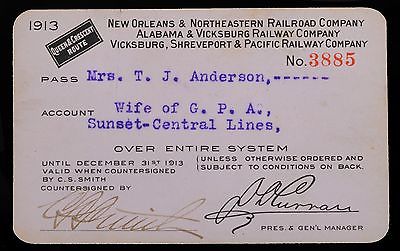 1913
QUEEN & CRESCENT
ROUTE
NEW ORLEANS & NORTHEASTERN RAILROAD COMPANY
ALABAMA & VICKSBURG RAILWAY COMPANY
VICKSBURG, SHREVEPORT & PACIFIC RAILWAY COMPANY
No. 3885
PASS Mrs. T. J. Anderson,------
ACCOUNT Wife of G. P. A.,
Sunset-Central Lines,
OVER ENTIRE SYSTEM
UNTIL DECEMBER 31ST 1913 (UNLESS OTHERWISE ORDERED AND
VALID WHEN COUNTERSIGNED (SUBJECT TO CONDITIONS ON BACK.
BY C.S. SMITH
COUNTERSIGNED BY
C S Smith
PRES. & GEN'L MANAGER